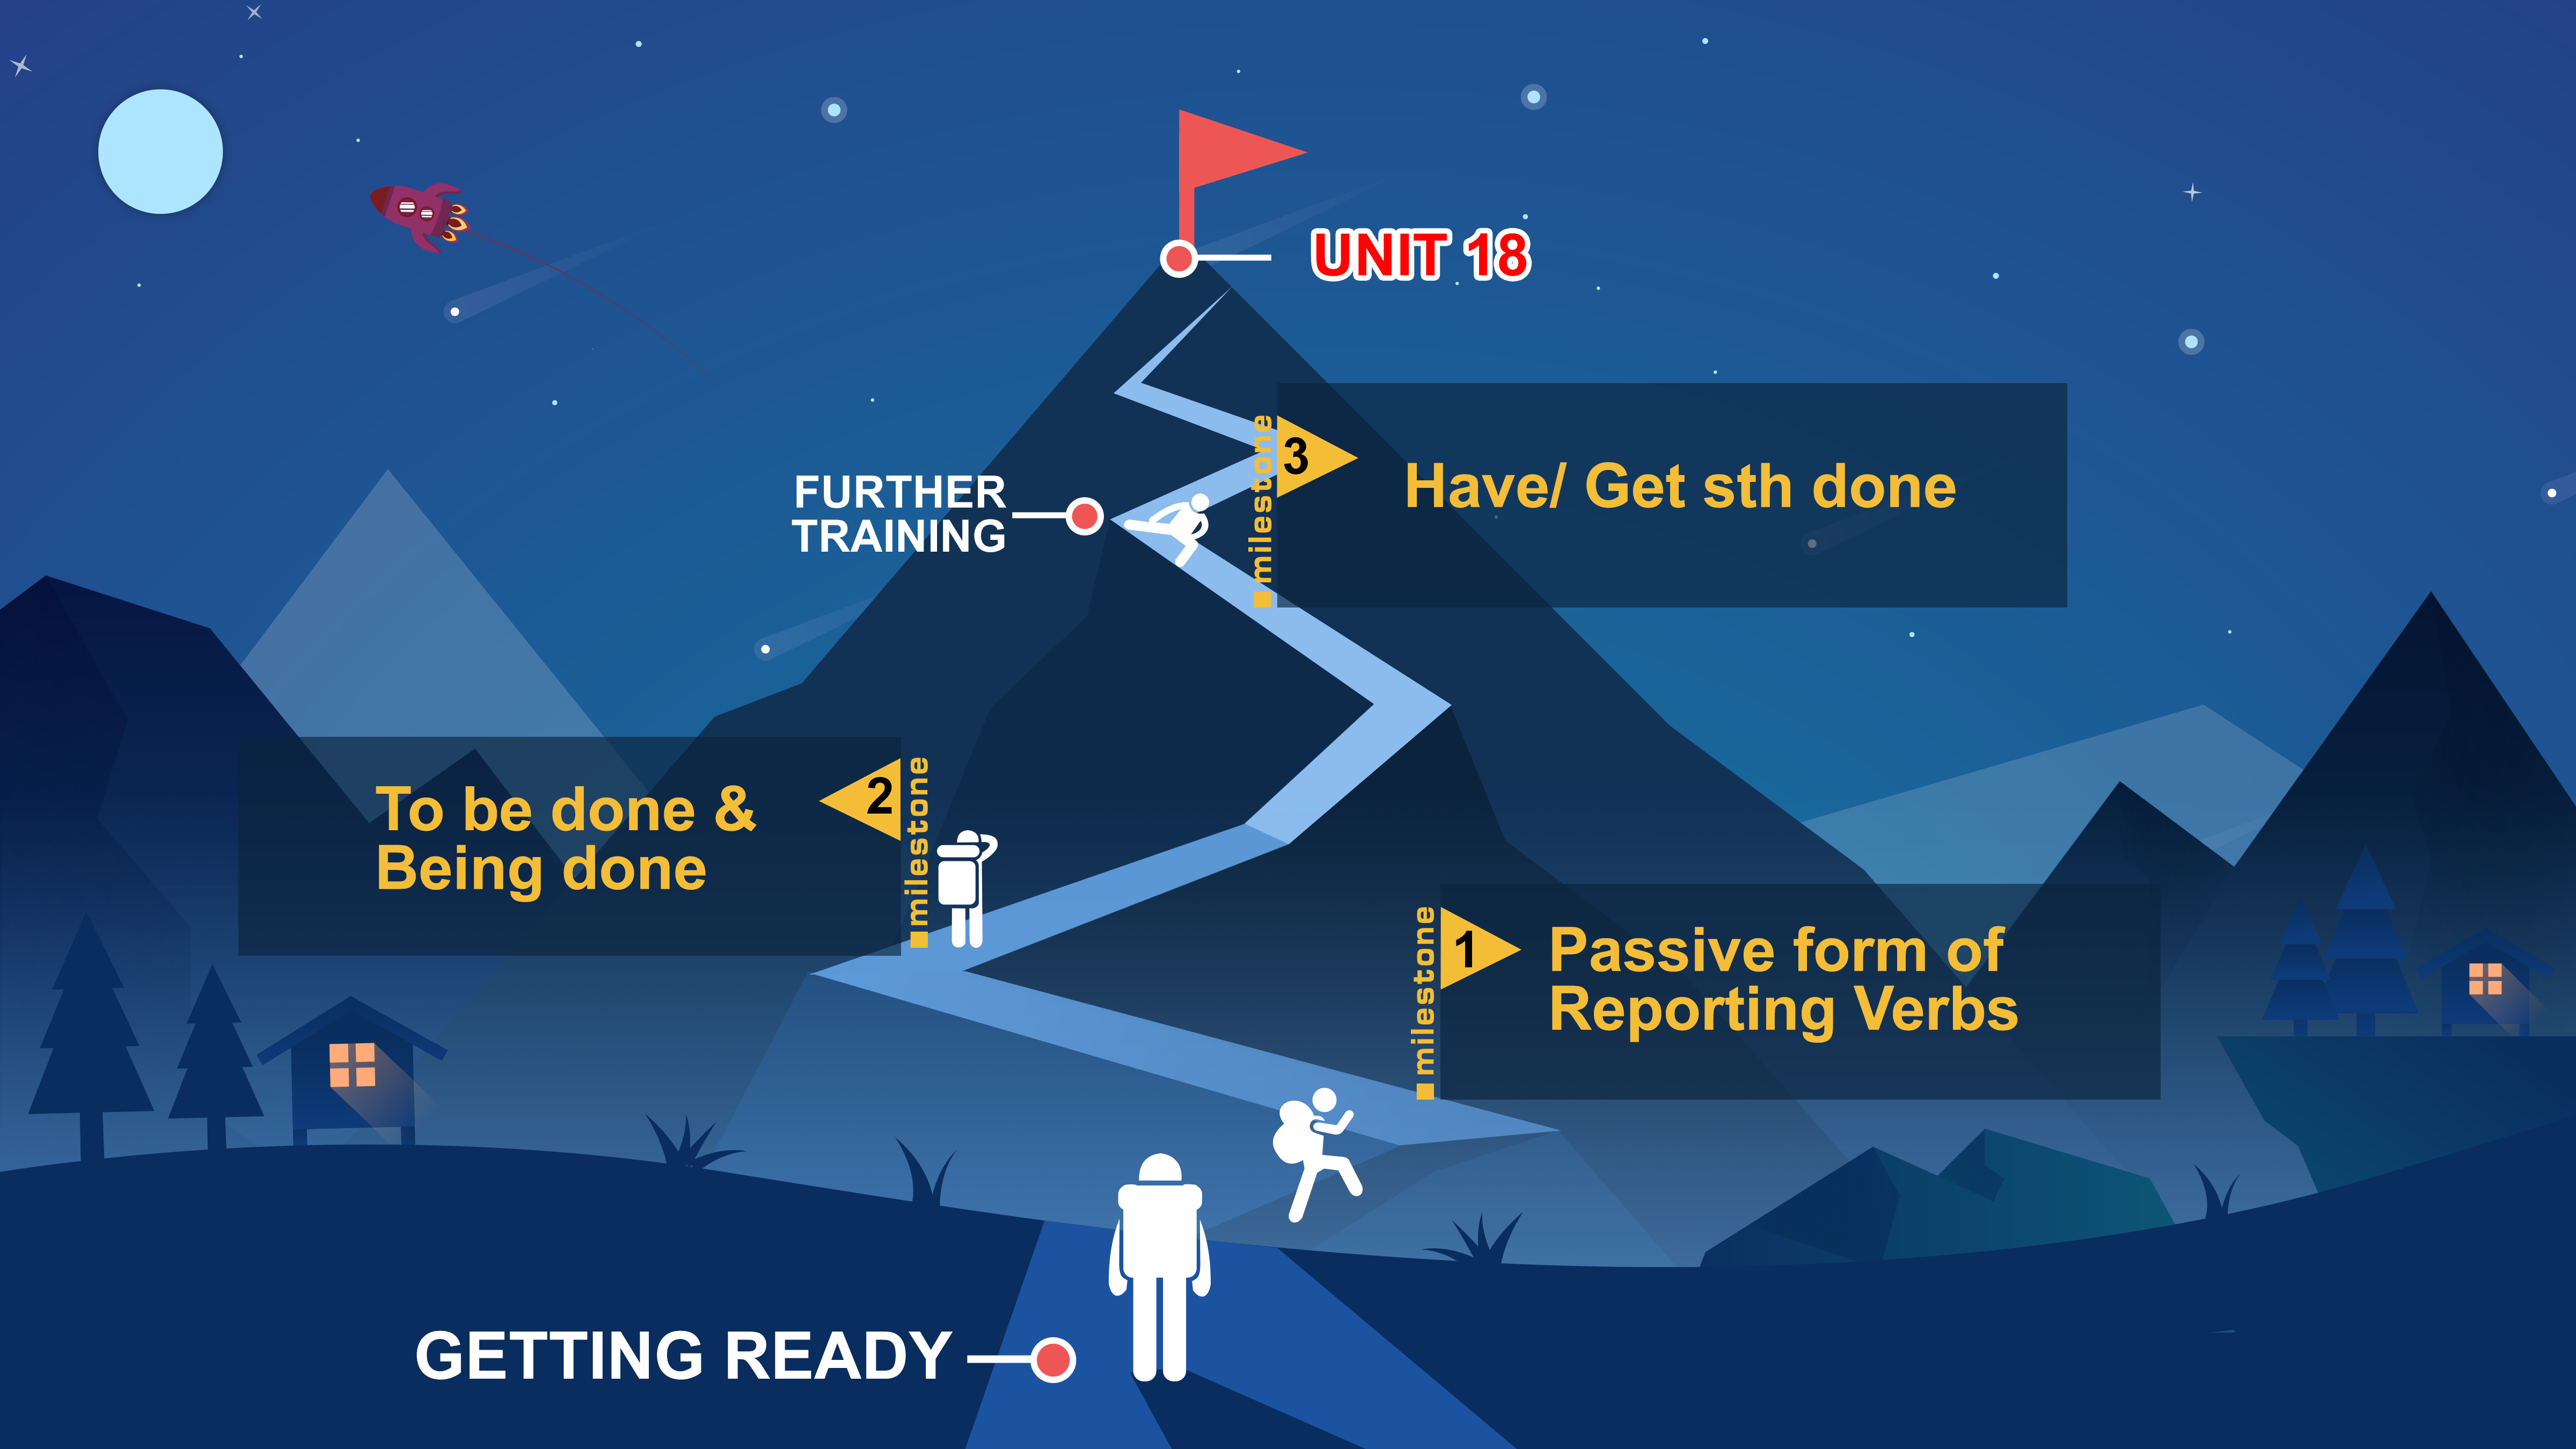 UNIT 18
FURTHER
TRAINING
milestone
3
Have/ Get sth done
To be done &
Being done
2
milestone
milestone
1
Passive form of
Reporting Verbs
GETTING READY